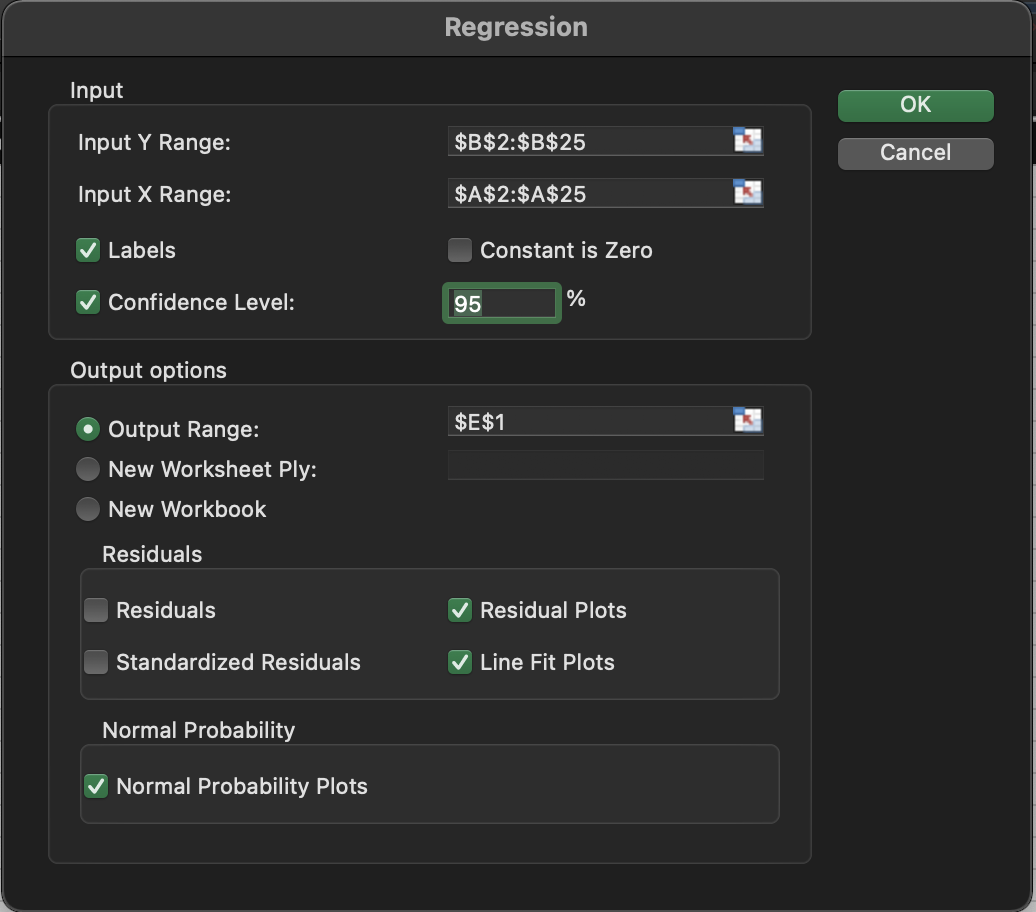 Regression
Input
OK
Input Y Range: $B$2:$B$25
Cancel
Input X Range: $A$2:$A$25
Labels Constant is Zero
Confidence Level: 95 %
Output options
Output Range: $E$1
New Worksheet Ply:
New Workbook
Residuals
Residuals Residual Plots
Standardized Residuals Line Fit Plots
Normal Probability
Normal Probability Plots